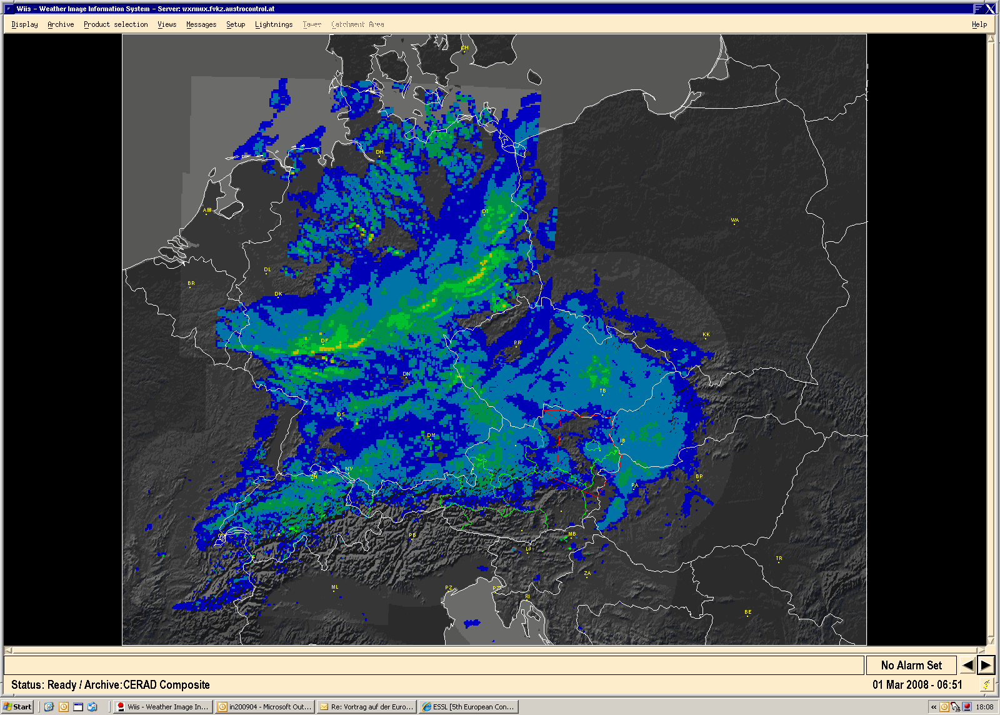 Wiis - Weather Image Information System - Server: wxrmux.fvkz.austrocontrol.at
Display Archive Product selection Views Messages Setup Lightnings Tawes Catchment Area Help
CH
DH
AM
DT
WA
DL
BR
DK
KK
DF
PR
DN
TB
DS
DM
IB
NV
ZH
BP
PA
PB
MB
LJ
TR
ZA
ML
PZ
RI
BE
No Alarm Set
Status: Ready / Archive:CERAD Composite
01 Mar 2008 - 06:51
Start
Wiis - Weather Image In...
in200904 - Microsoft Out...
Re: Vortrag auf der Euro...
ESSL [5th European Con...
«
18:08